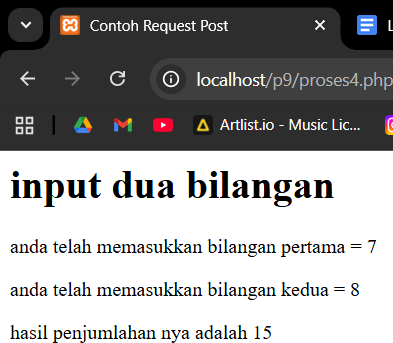 Contoh Request Post
localhost/p9/proses4.php
Artlist.io - Music Lic...
input dua bilangan
anda telah memasukkan bilangan pertama = 7
anda telah memasukkan bilangan kedua = 8
hasil penjumlahan nya adalah 15